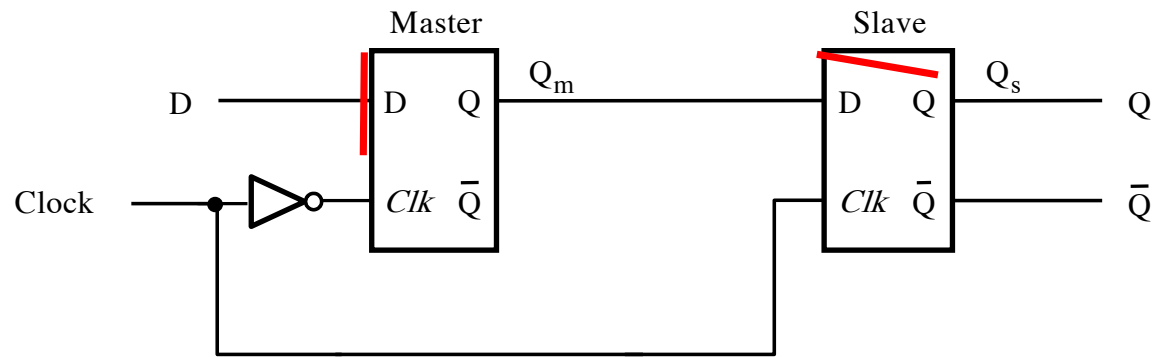 Master Slave
D D Q Qm D Q Qs Q
Clock Clk Q̅ Clk Q̅ Q̅